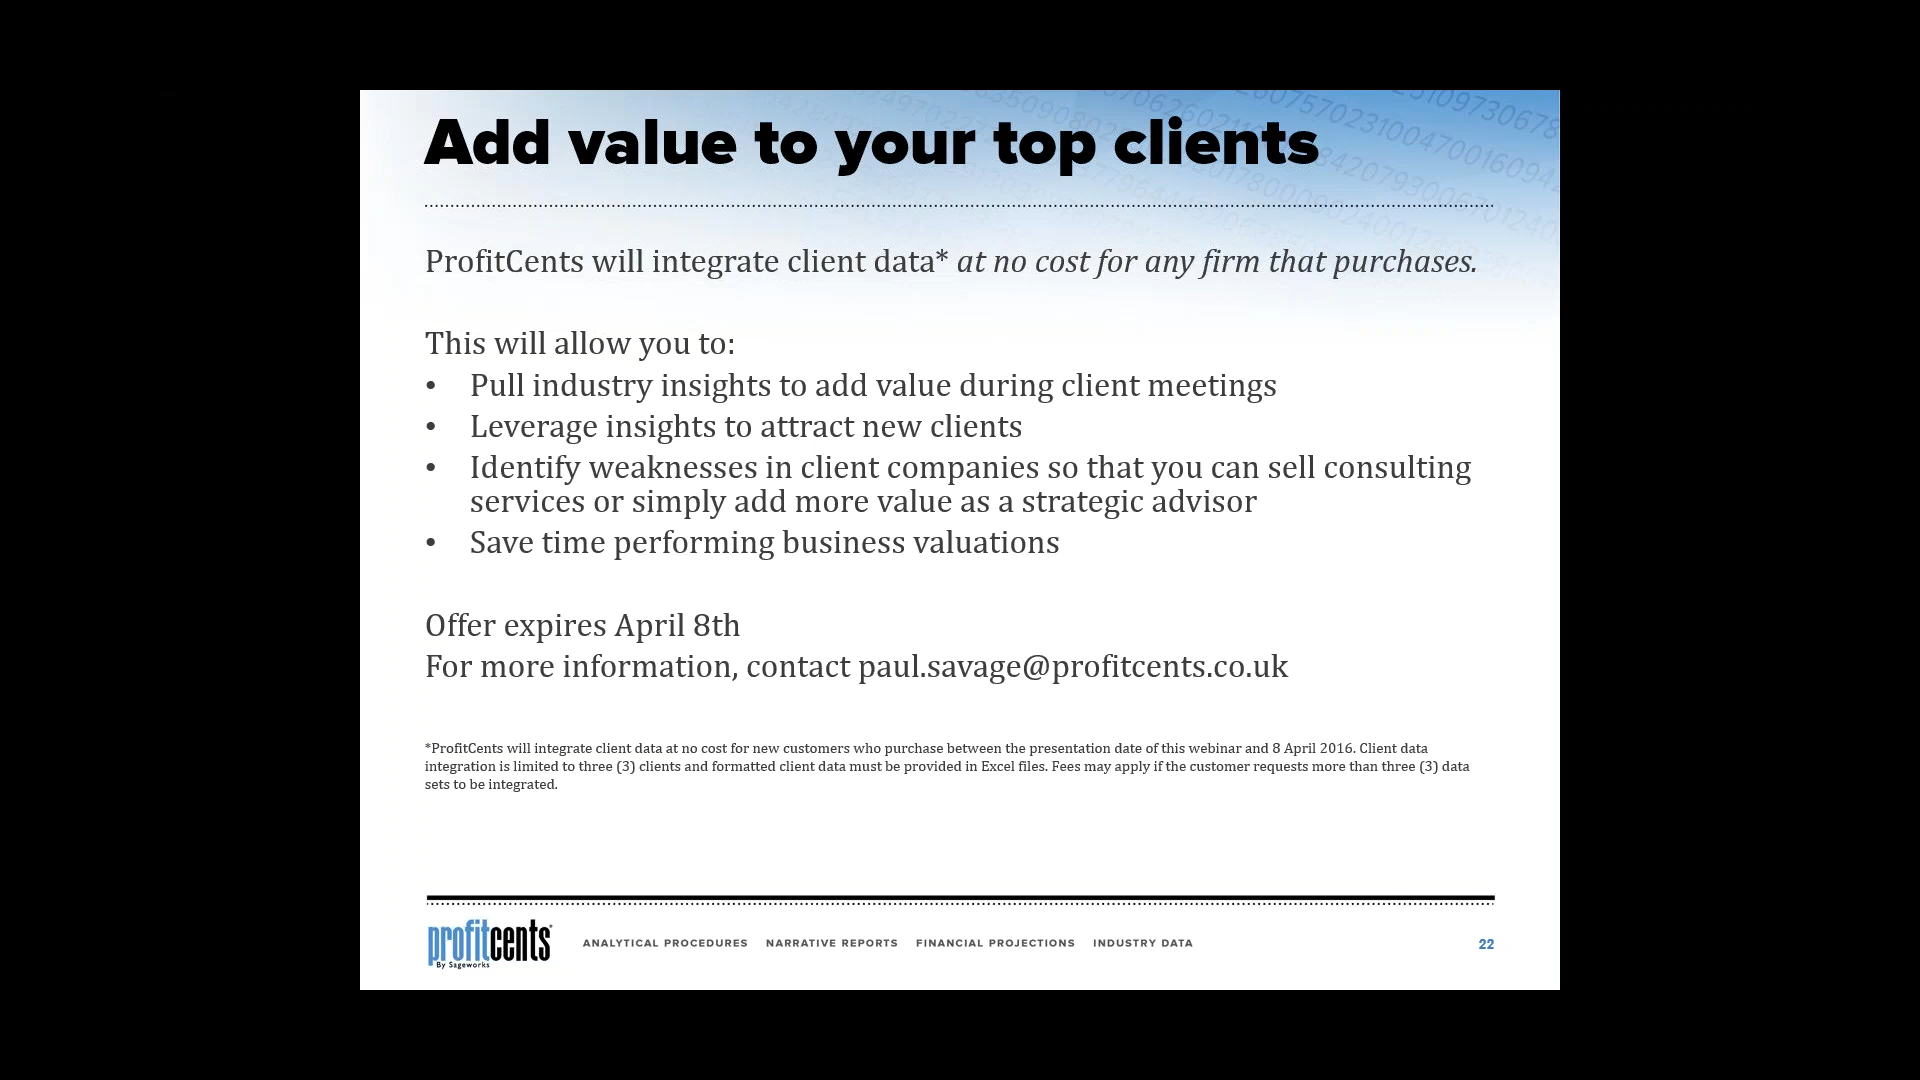 Add value to your top clients
ProfitCents will integrate client data* at no cost for any firm that purchases.
This will allow you to:
• Pull industry insights to add value during client meetings
• Leverage insights to attract new clients
• Identify weaknesses in client companies so that you can sell consulting
services or simply add more value as a strategic advisor
• Save time performing business valuations
Offer expires April 8th
For more information, contact paul.savage@profitcents.co.uk
*ProfitCents will integrate client data at no cost for new customers who purchase between the presentation date of this webinar and 8 April 2016. Client data
integration is limited to three (3) clients and formatted client data must be provided in Excel files. Fees may apply if the customer requests more than three (3) data
sets to be integrated.
profitcents®
By Sageworks
ANALYTICAL PROCEDURES NARRATIVE REPORTS FINANCIAL PROJECTIONS INDUSTRY DATA
22